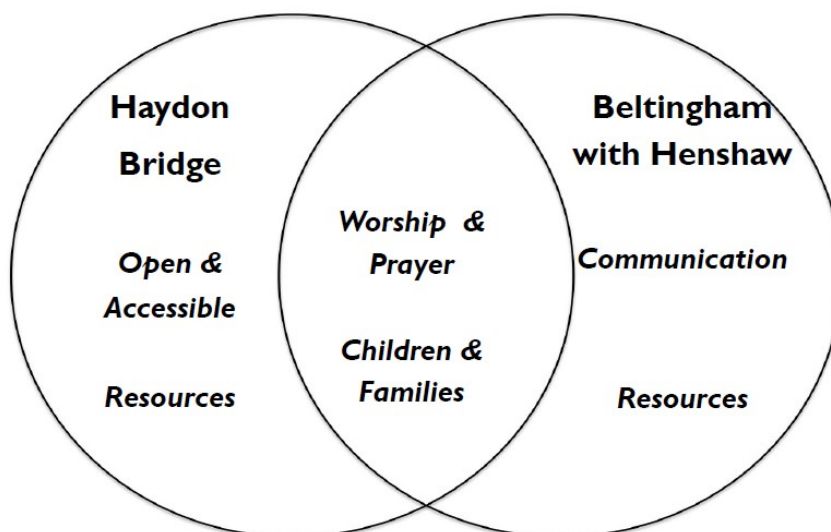 Haydon
Bridge
Open &
Accessible
Resources
Worship &
Prayer
Children &
Families
Beltingham
with Henshaw
Communication
Resources